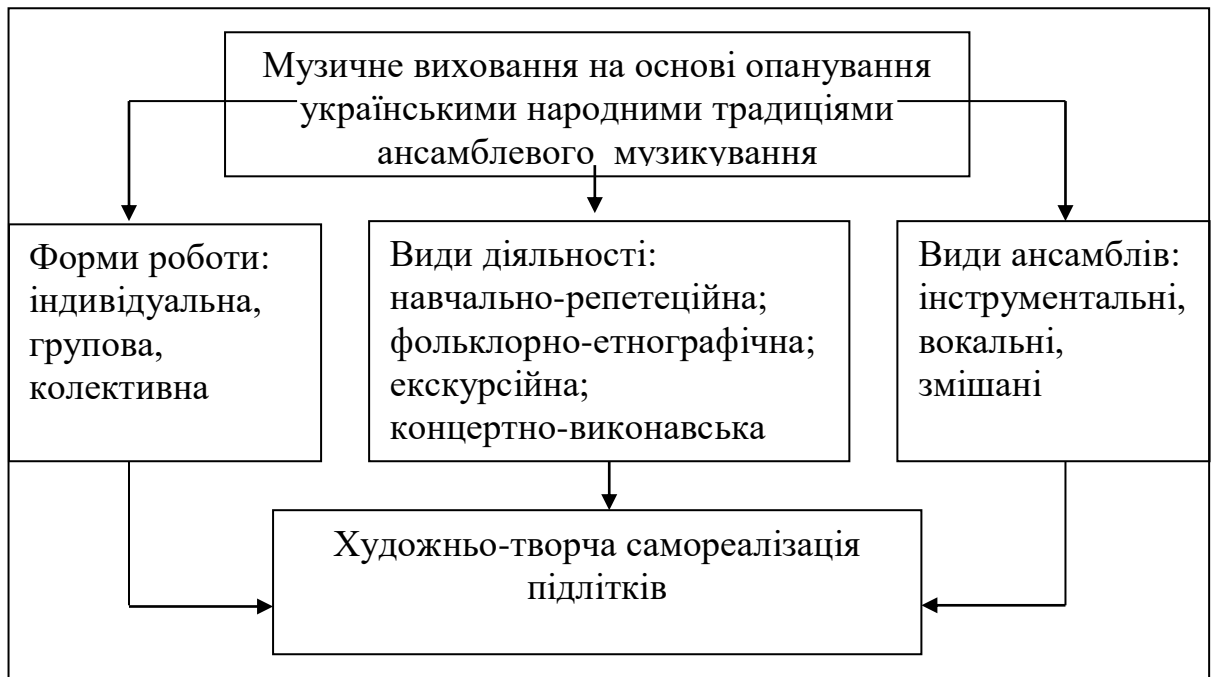 Музичне виховання на основі опанування
українськими народними традиціями
ансамблевого музикування
Форми роботи:
індивідуальна,
групова,
колективна
Види діяльності:
навчально-репетеційна;
фольклорно-етнографічна;
екскурсійна;
концертно-виконавська
Види ансамблів:
інструментальні,
вокальні,
змішані
Художньо-творча самореалізація
підлітків